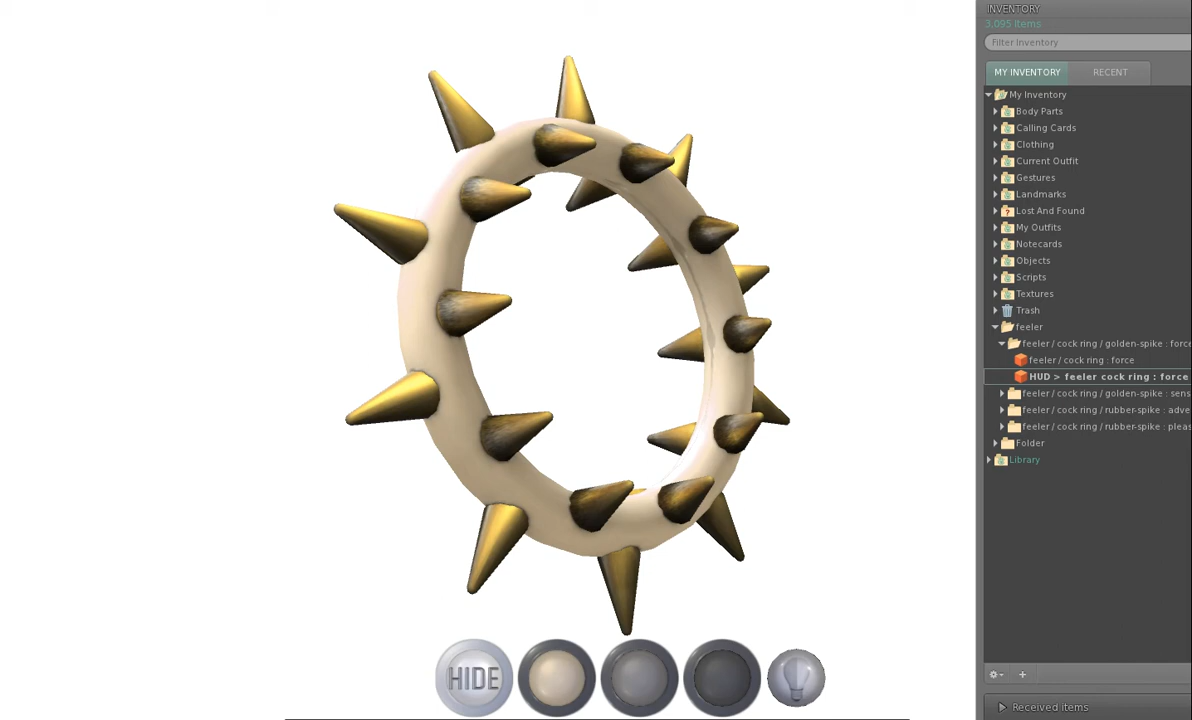 INVENTORY
3,095 Items
Filter Inventory
MY INVENTORY
RECENT
My Inventory
Body Parts
Calling Cards
Clothing
Current Outfit
Gestures
Landmarks
Lost And Found
My Outfits
Notecards
Objects
Scripts
Textures
Trash
feeler
feeler / cock ring / golden-spike : force
feeler / cock ring : force
HUD > feeler cock ring : force
feeler / cock ring / golden-spike : sens
feeler / cock ring / rubber-spike : adve
feeler / cock ring / rubber-spike : pleas
Folder
Library
HIDE
Received items